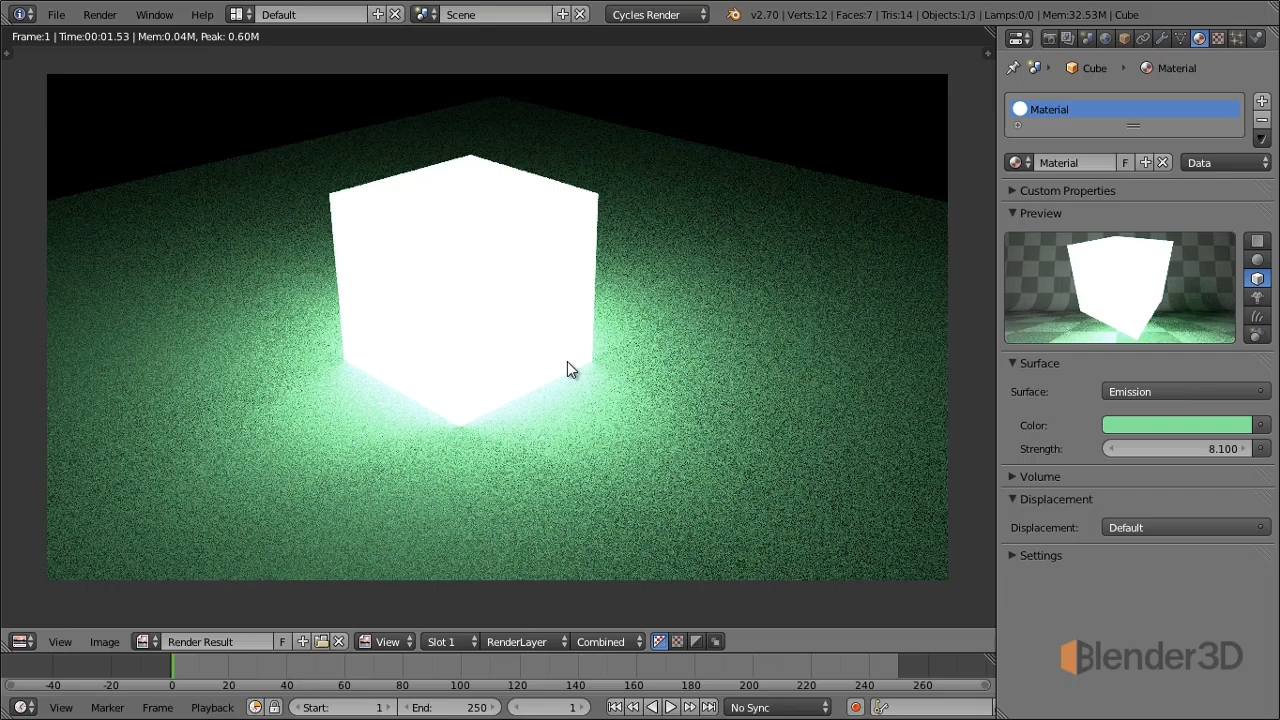 File Render Window Help Default Scene Cycles Render v2.70 | Verts:12 | Faces:7 | Tris:14 | Objects:1/3 | Lamps:0/0 | Mem:32.53M | Cube
Frame:1 | Time:00:01.53 | Mem:0.04M, Peak: 0.60M
Cube Material
Material
Material F Data
Custom Properties
Preview
Surface
Surface: Emission
Color:
Strength: 8.100
Volume
Displacement
Displacement: Default
Settings
Blender3D
View Image Render Result F View Slot 1 RenderLayer Combined
-40 -20 0 20 40 60 80 100 120 140 160 180 200 220 240 260
View Marker Frame Playback Start: 1 End: 250 1 No Sync